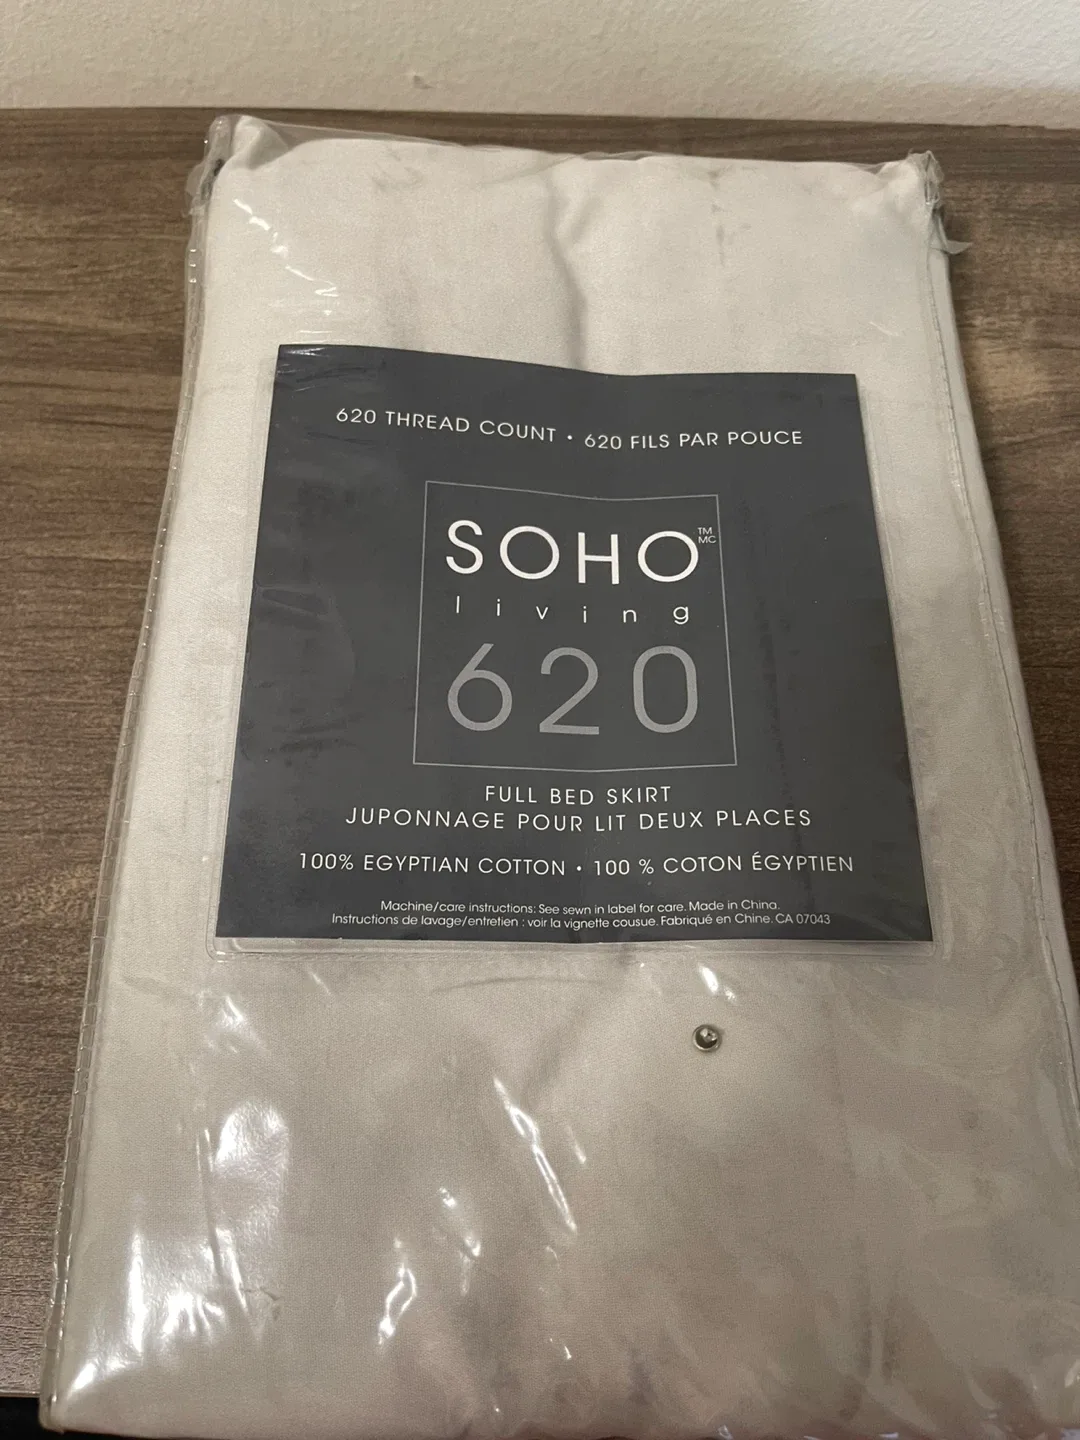 620 THREAD COUNT • 620 FILS PAR POUCE
SOHO TM MC
living
620
FULL BED SKIRT
JUPONNAGE POUR LIT DEUX PLACES
100% EGYPTIAN COTTON • 100 % COTON ÉGYPTIEN
Machine/care instructions: See sewn in label for care. Made in China.
Instructions de lavage/entretien : voir la vignette cousue. Fabriqué en Chine. CA 07043